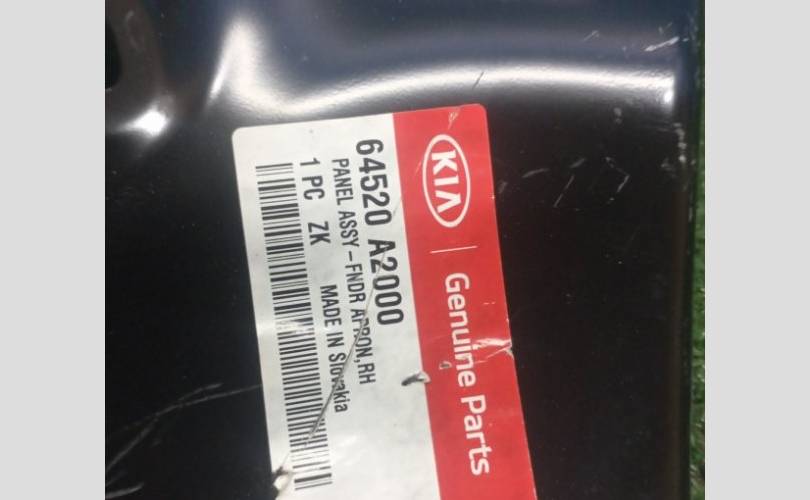 KIA | Genuine Parts
64520 A2000
PANEL ASSY-FNDR APRON,RH
1 PC ZK MADE IN Slovakia